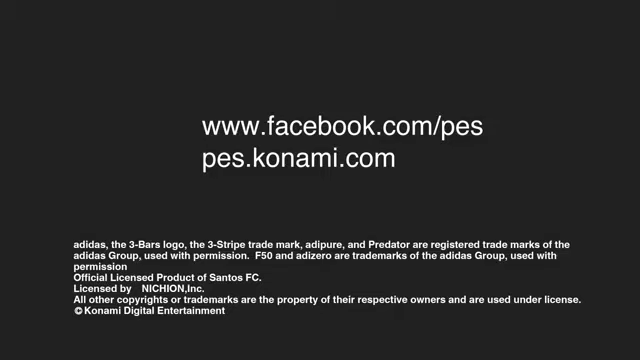 www.facebook.com/pes
pes.konami.com
adidas, the 3-Bars logo, the 3-Stripe trade mark, adipure, and Predator are registered trade marks of the
adidas Group, used with permission.  F50 and adizero are trademarks of the adidas Group, used with
permission
Official Licensed Product of Santos FC.
Licensed by   NICHION,Inc.
All other copyrights or trademarks are the property of their respective owners and are used under license.
©Konami Digital Entertainment